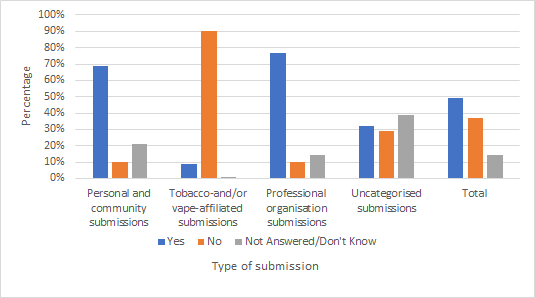 100%
90%
80%
70%
60%
50%
40%
30%
20%
10%
0%
Percentage
Personal and
community
submissions
Tobacco-and/or
vape-affiliated
submissions
Professional
organisation
submissions
Uncategorised
submissions
Total
Yes No Not Answered/Don't Know
Type of submission